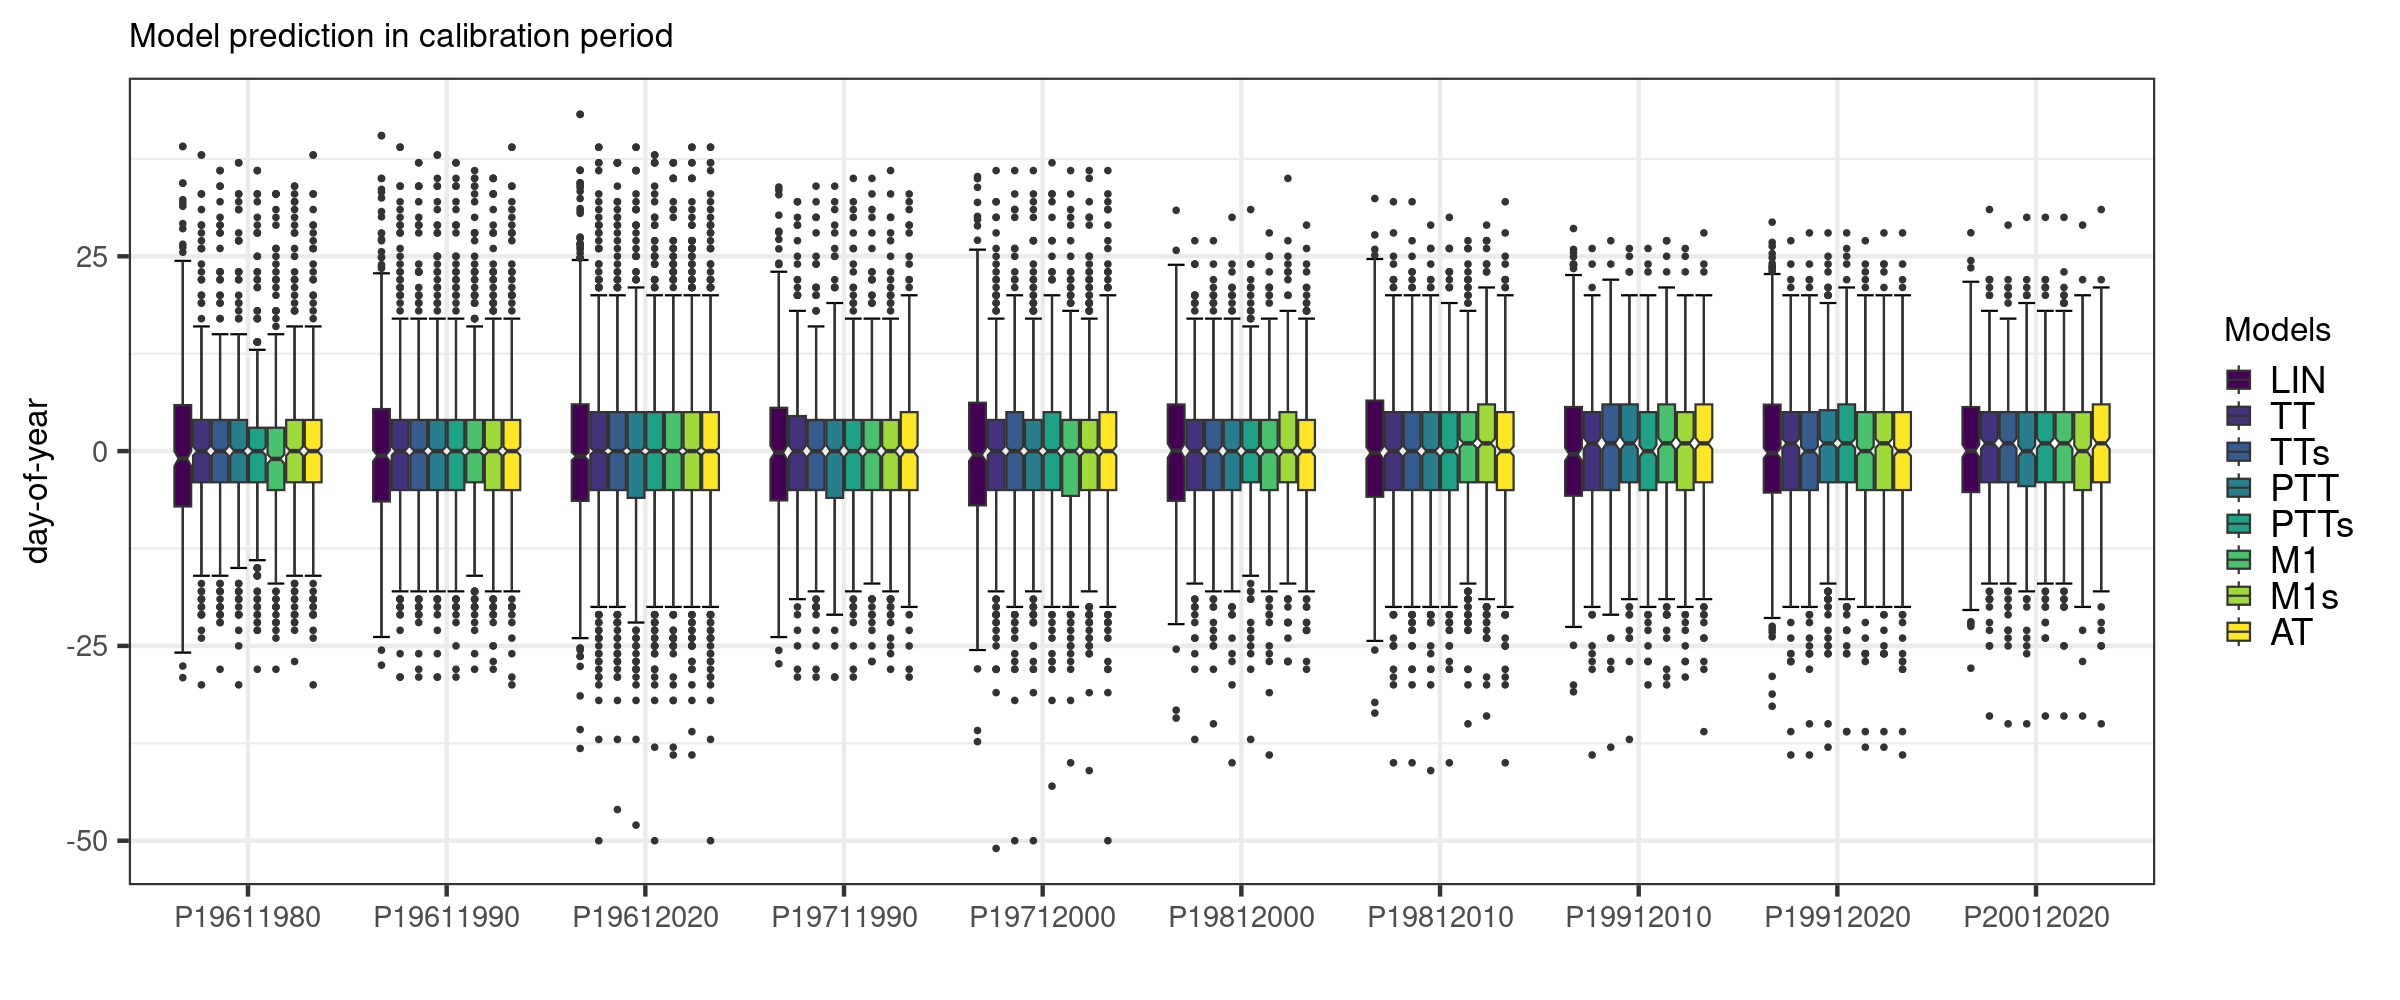 Model prediction in calibration period
day-of-year
25
0
-25
-50
P19611980 P19611990 P19612020 P19711990 P19712000 P19812000 P19812010 P19912010 P19912020 P20012020
Models
LIN
TT
TTs
PTT
PTTs
M1
M1s
AT